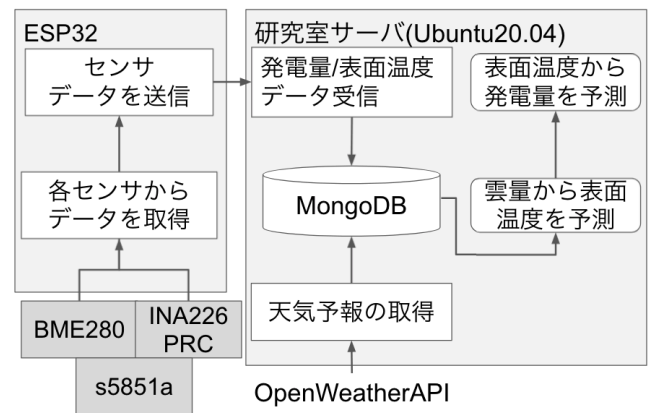 ESP32
センサ
データを送信
各センサから
データを取得
BME280
INA226
PRC
s5851a
研究室サーバ(Ubuntu20.04)
発電量/表面温度
データ受信
MongoDB
天気予報の取得
OpenWeatherAPI
表面温度から
発電量を予測
雲量から表面
温度を予測